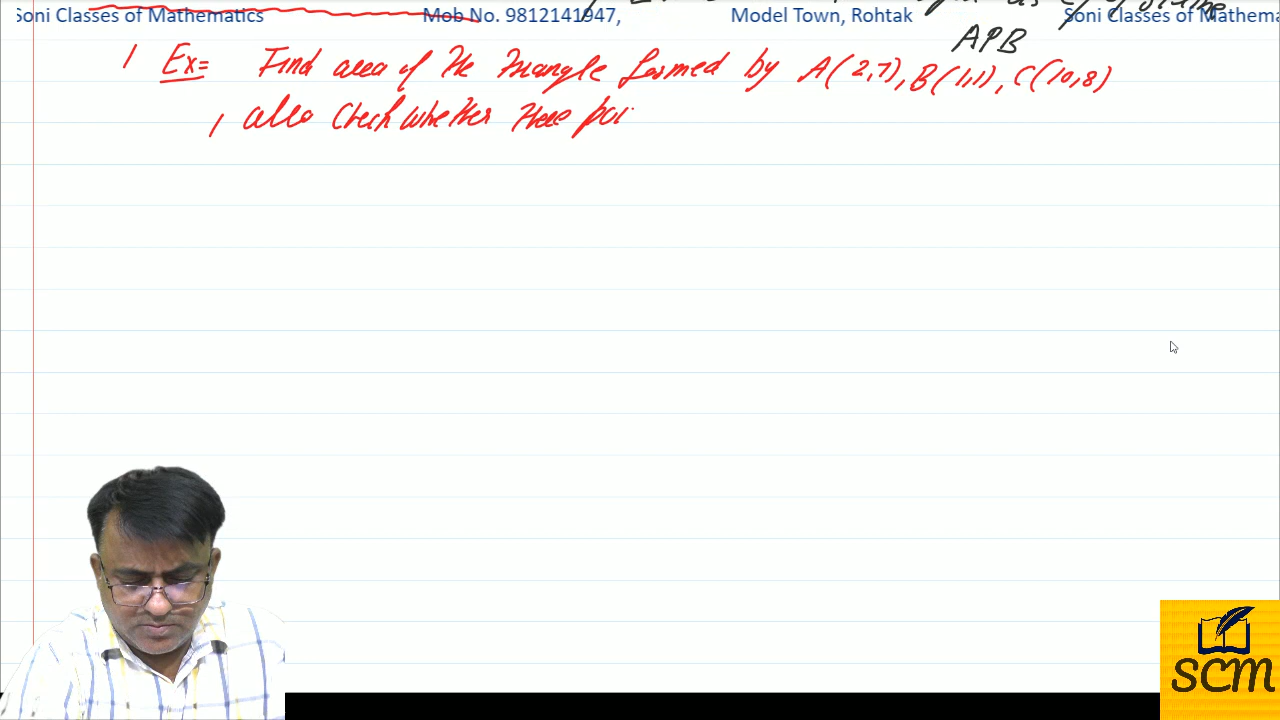 Soni Classes of Mathematics Mob No. 9812141947, Model Town, Rohtak Soni Classes of Mathema
APB
1 Ex= Find area of the triangle formed by A(2,7), B(1,1), C(10,8)
, also Check whether these poi
SCM